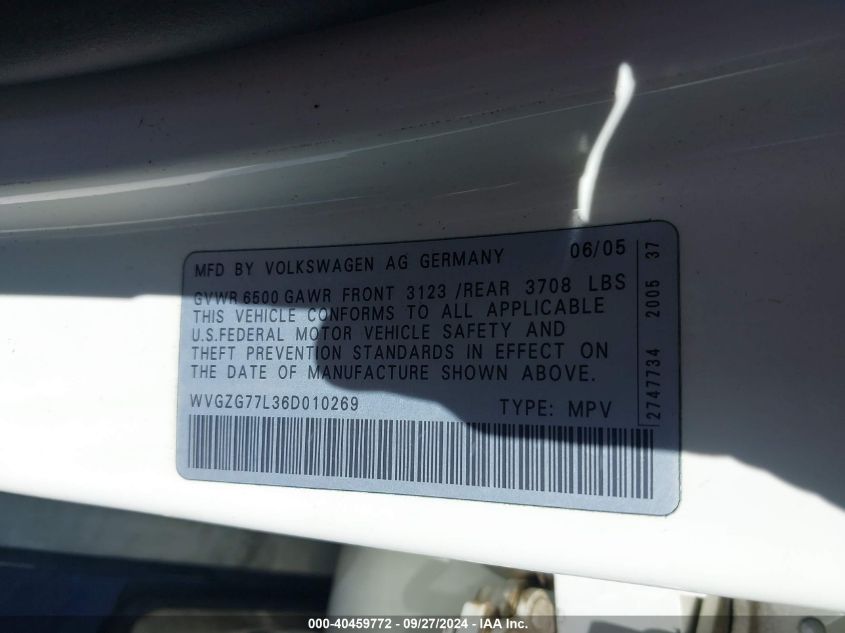 MFD BY VOLKSWAGEN AG GERMANY 06/05
GVWR 6500 GAWR FRONT 3123 /REAR 3708 LBS
THIS VEHICLE CONFORMS TO ALL APPLICABLE
U.S.FEDERAL MOTOR VEHICLE SAFETY AND
THEFT PREVENTION STANDARDS IN EFFECT ON
THE DATE OF MANUFACTURE SHOWN ABOVE.
WVGZG77L36D010269 TYPE: MPV
2747734 2005 37
000-40459772 - 09/27/2024 - IAA Inc.